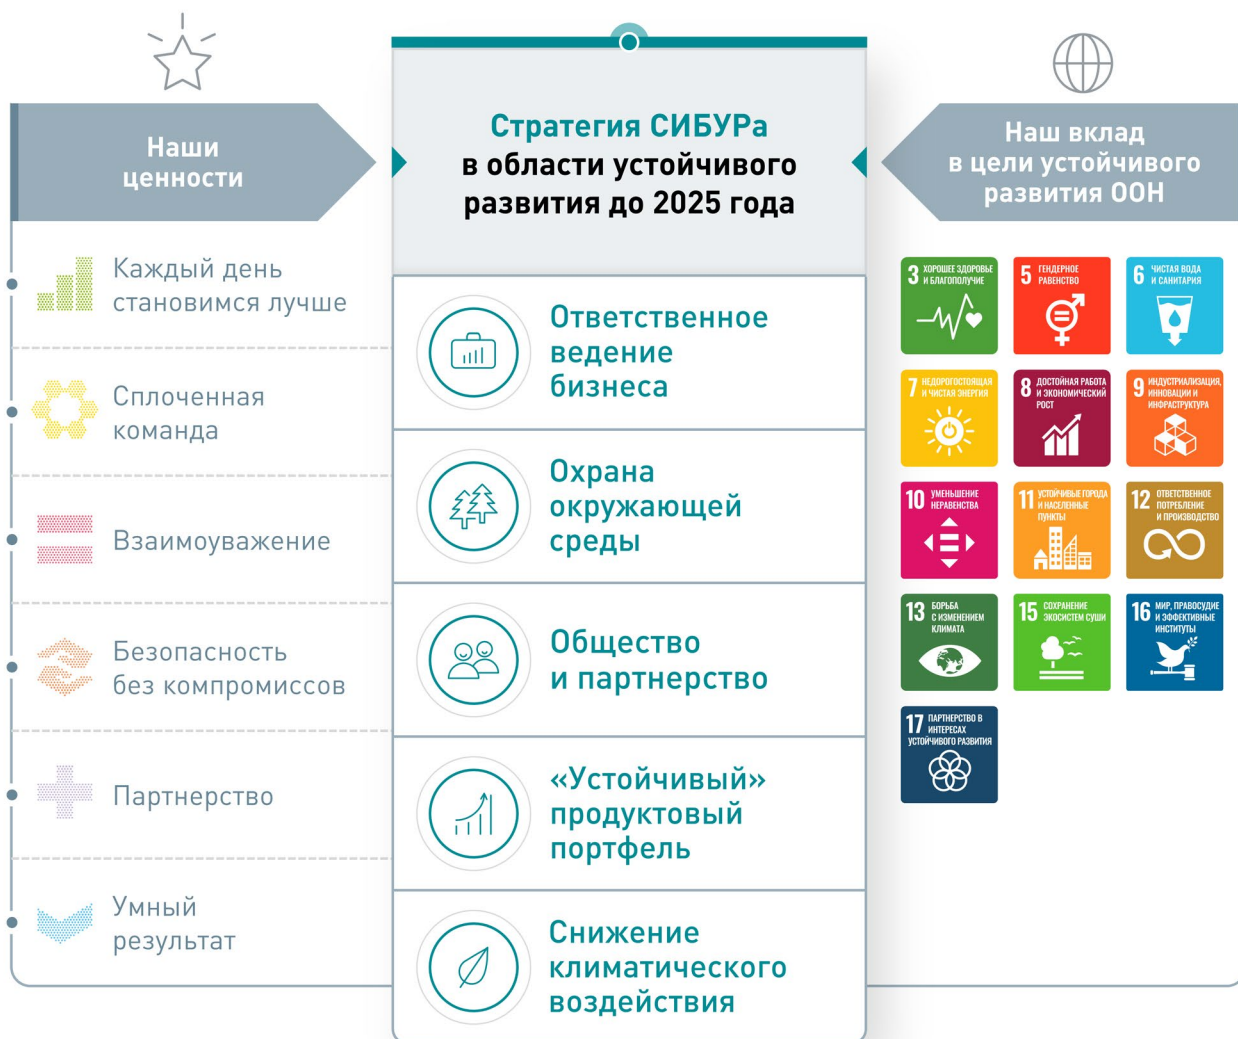 Наши
ценности
Каждый день
становимся лучше
Сплоченная
команда
Взаимоуважение
Безопасность
без компромиссов
Партнерство
Умный
результат
Стратегия СИБУРа
в области устойчивого
развития до 2025 года
Ответственное
ведение
бизнеса
Охрана
окружающей
среды
Общество
и партнерство
«Устойчивый»
продуктовый
портфель
Снижение
климатического
воздействия
Наш вклад
в цели устойчивого
развития ООН
3 ХОРОШЕЕ ЗДОРОВЬЕ
И БЛАГОПОЛУЧИЕ
5 ГЕНДЕРНОЕ
РАВЕНСТВО
6 ЧИСТАЯ ВОДА
И САНИТАРИЯ
7 НЕДОРОГОСТОЯЩАЯ
И ЧИСТАЯ ЭНЕРГИЯ
8 ДОСТОЙНАЯ РАБОТА
И ЭКОНОМИЧЕСКИЙ
РОСТ
9 ИНДУСТРИАЛИЗАЦИЯ,
ИННОВАЦИИ И
ИНФРАСТРУКТУРА
10 УМЕНЬШЕНИЕ
НЕРАВЕНСТВА
11 УСТОЙЧИВЫЕ ГОРОДА
И НАСЕЛЕННЫЕ
ПУНКТЫ
12 ОТВЕТСТВЕННОЕ
ПОТРЕБЛЕНИЕ
И ПРОИЗВОДСТВО
13 БОРЬБА
С ИЗМЕНЕНИЕМ
КЛИМАТА
15 СОХРАНЕНИЕ
ЭКОСИСТЕМ СУШИ
16 МИР, ПРАВОСУДИЕ
И ЭФФЕКТИВНЫЕ
ИНСТИТУТЫ
17 ПАРТНЕРСТВО В
ИНТЕРЕСАХ
УСТОЙЧИВОГО РАЗВИТИЯ